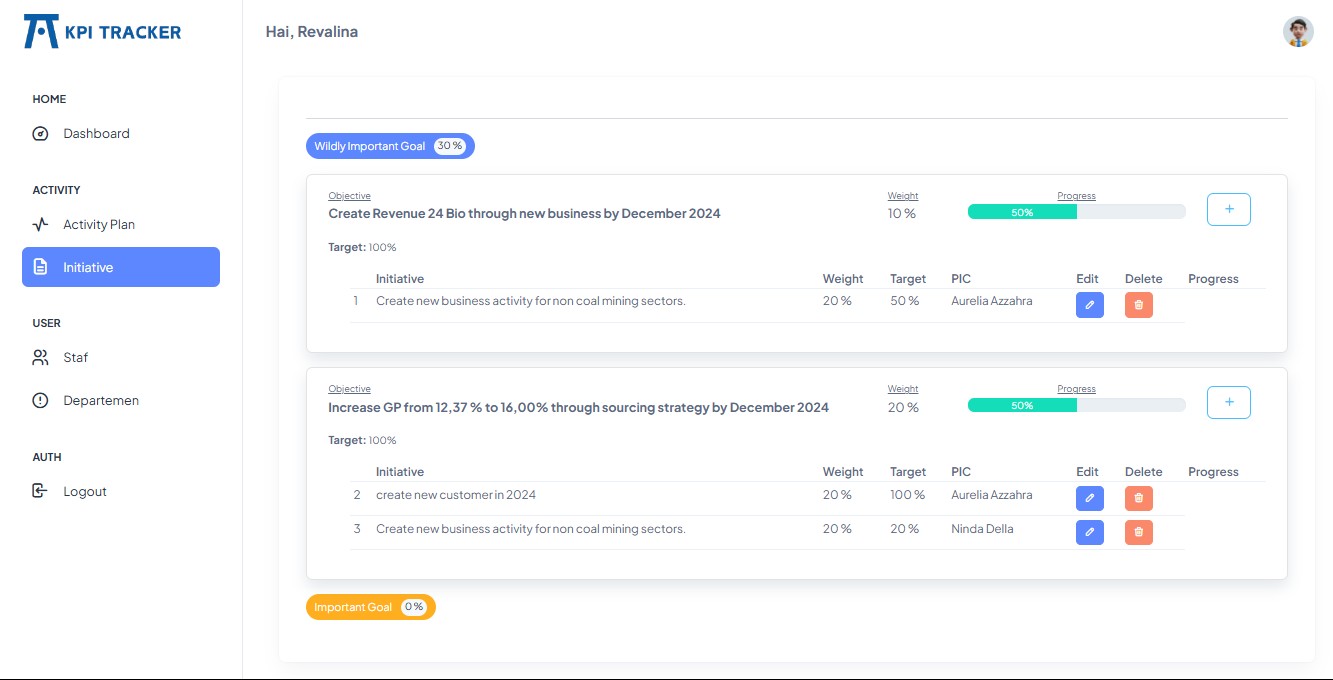 KPI TRACKER
Hai, Revalina
HOME
Dashboard
ACTIVITY
Activity Plan
Initiative
USER
Staf
Departemen
AUTH
Logout
Wildly Important Goal 30 %
Objective Weight Progress
Create Revenue 24 Bio through new business by December 2024 10 % 50% +
Target: 100%
Initiative Weight Target PIC Edit Delete Progress
1 Create new business activity for non coal mining sectors. 20 % 50 % Aurelia Azzahra
Objective Weight Progress
Increase GP from 12,37 % to 16,00% through sourcing strategy by December 2024 20 % 50% +
Target: 100%
Initiative Weight Target PIC Edit Delete Progress
2 create new customer in 2024 20 % 100 % Aurelia Azzahra
3 Create new business activity for non coal mining sectors. 20 % 20 % Ninda Della
Important Goal 0 %